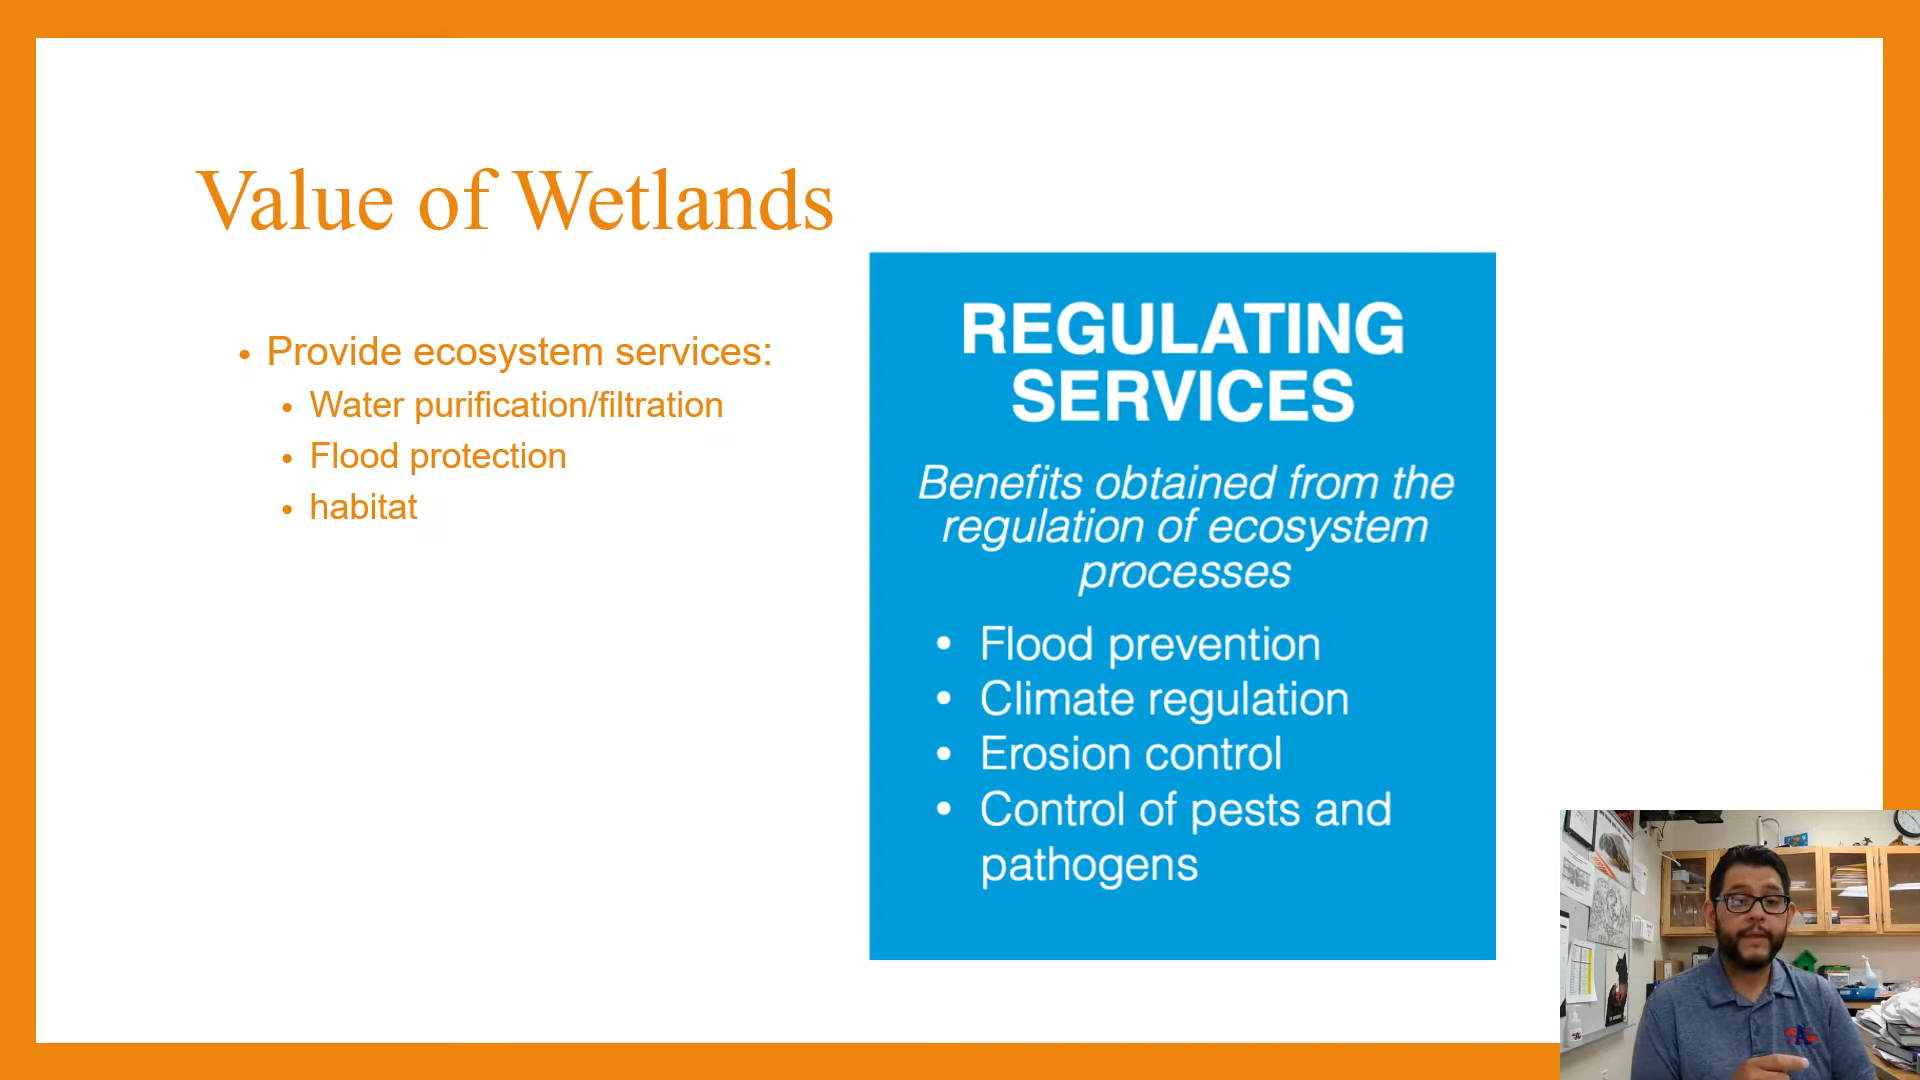 Value of Wetlands
• Provide ecosystem services:
• Water purification/filtration
• Flood protection
• habitat
REGULATING
SERVICES
Benefits obtained from the
regulation of ecosystem
processes
• Flood prevention
• Climate regulation
• Erosion control
• Control of pests and
pathogens